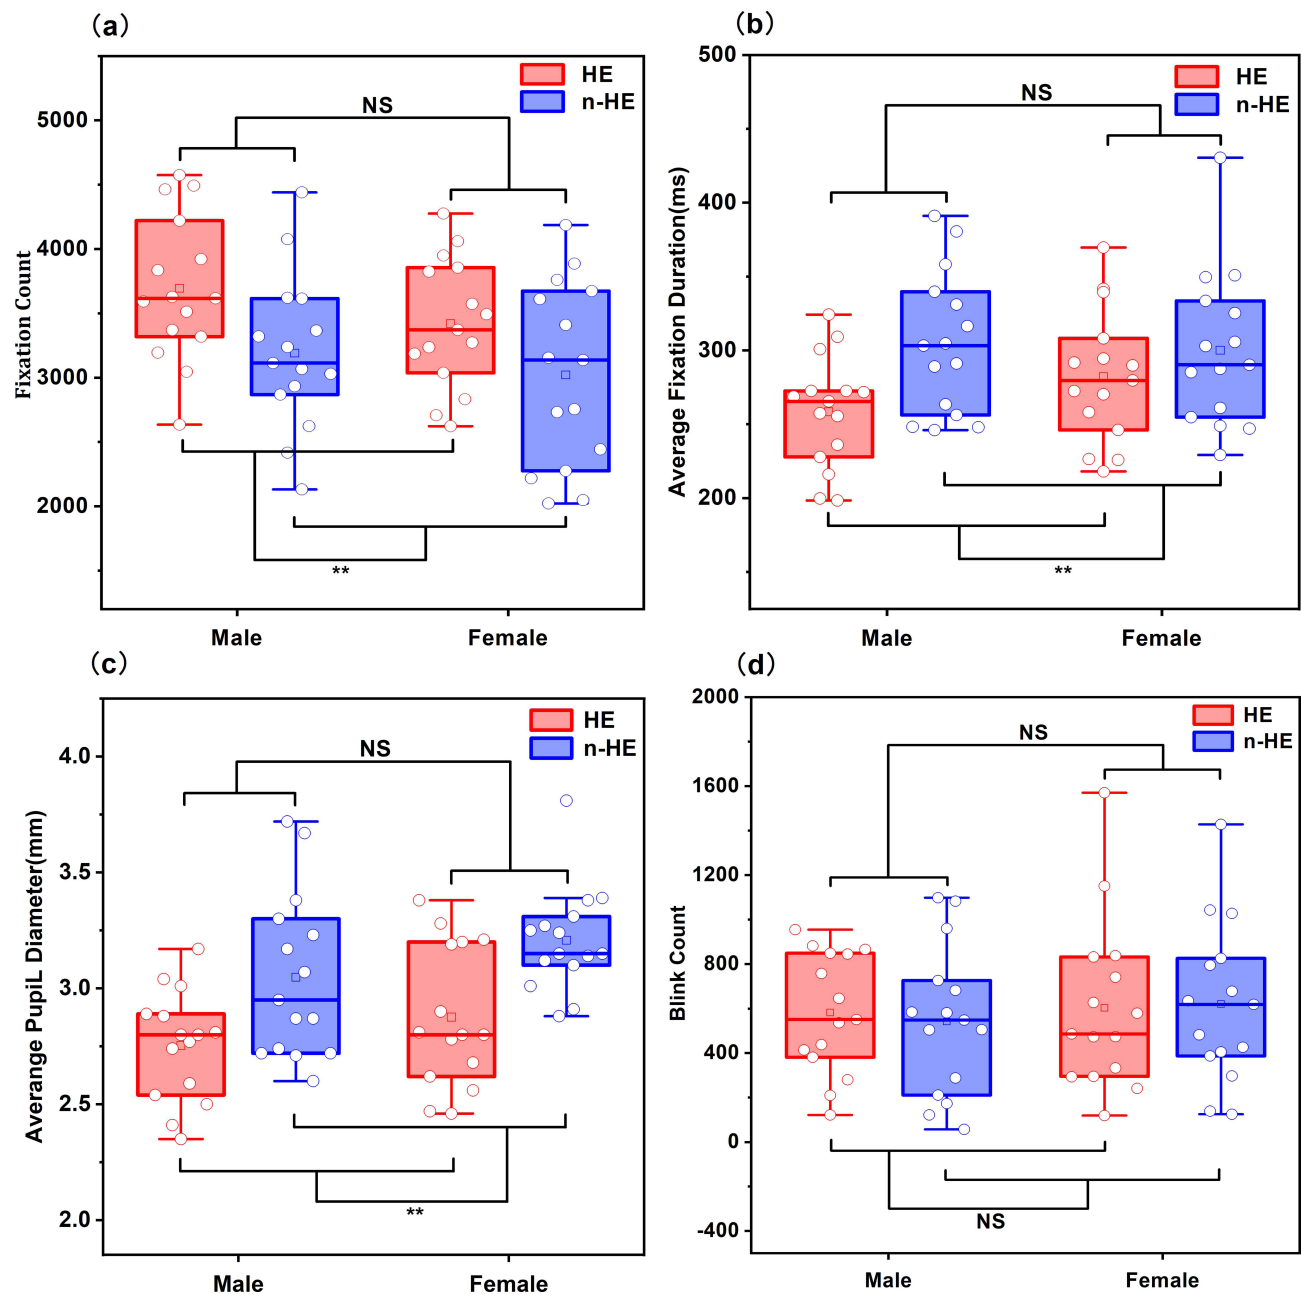 (a)
HE
n-HE
NS
5000
4000
3000
2000
Fixation Count
**
Male
Female
(b)
HE
n-HE
NS
500
400
300
200
Average Fixation Duration(ms)
**
Male
Female
(c)
HE
n-HE
NS
4.0
3.5
3.0
2.5
2.0
Averange PupiL Diameter(mm)
**
Male
Female
(d)
HE
n-HE
NS
2000
1600
1200
800
400
0
-400
Blink Count
NS
Male
Female